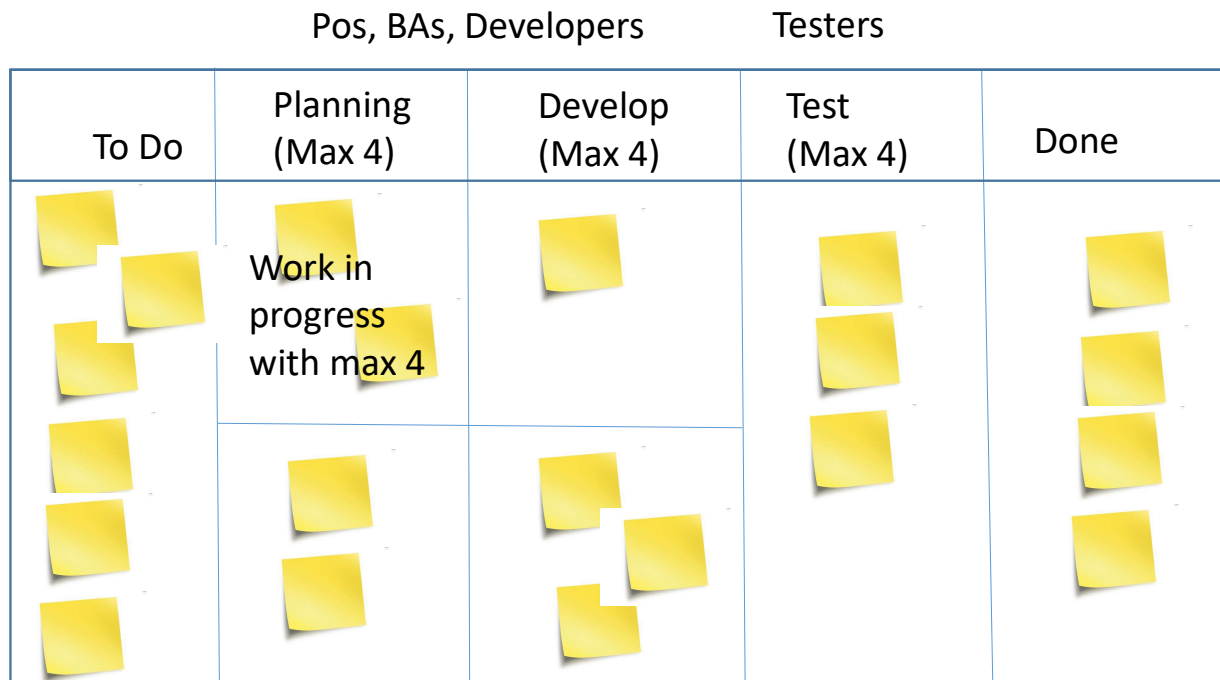 Pos, BAs, Developers Testers
To Do
Planning
(Max 4)
Develop
(Max 4)
Test
(Max 4)
Done
Work in
progress
with max 4